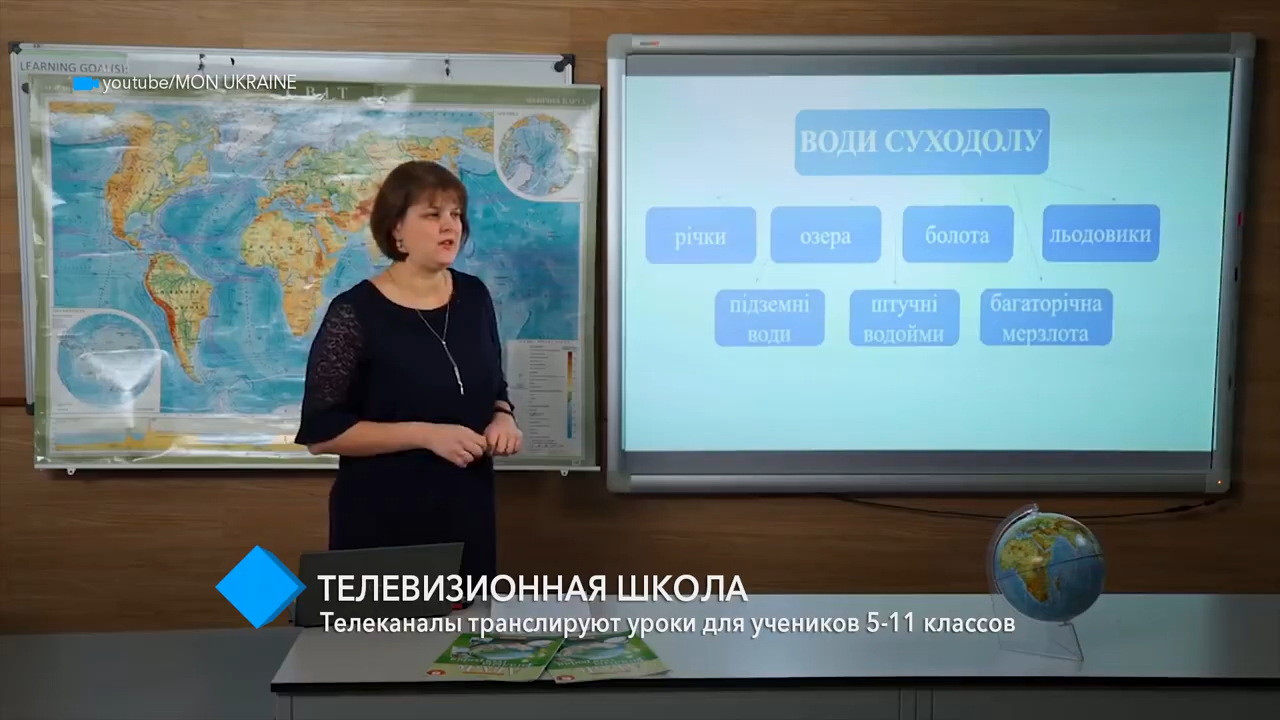 LEARNING GOAL(S):
youtube/MON UKRAINE
СВІТ
ВОДИ СУХОДОЛУ
річки
озера
болота
льодовики
підземні
води
штучні
водойми
багаторічна
мерзлота
ТЕЛЕВИЗИОННАЯ ШКОЛА
Телеканалы транслируют уроки для учеников 5-11 классов